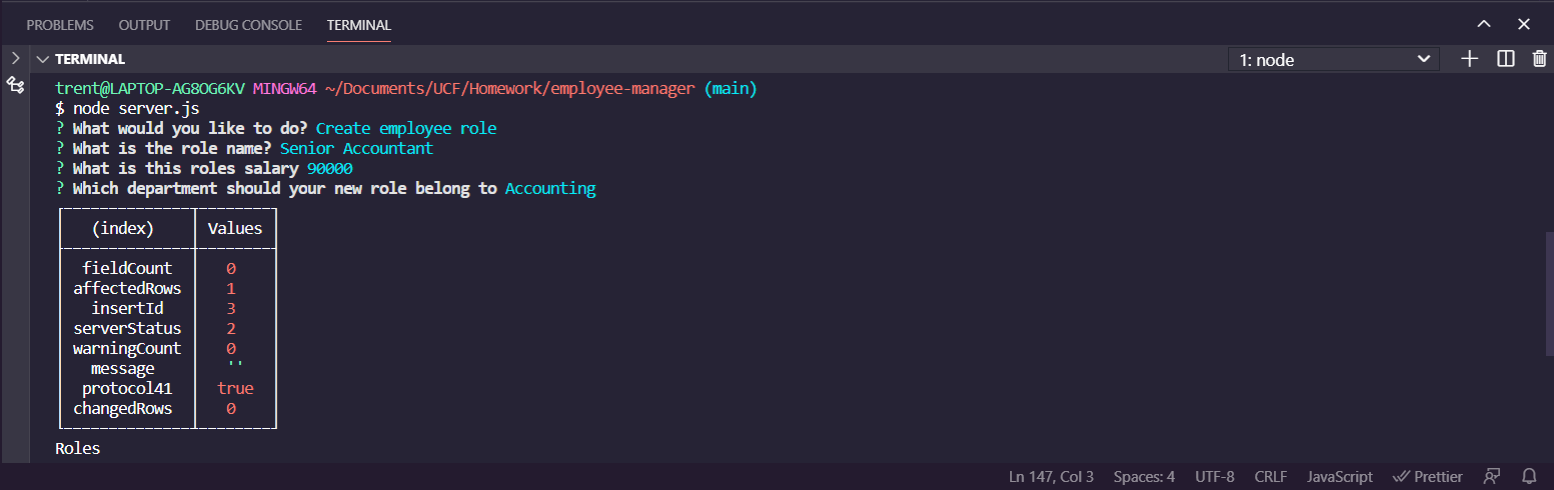 PROBLEMS OUTPUT DEBUG CONSOLE TERMINAL
TERMINAL 1: node
trent@LAPTOP-AG8OG6KV MINGW64 ~/Documents/UCF/Homework/employee-manager (main)
$ node server.js
? What would you like to do? Create employee role
? What is the role name? Senior Accountant
? What is this roles salary 90000
? Which department should your new role belong to Accounting
(index) Values
fieldCount 0
affectedRows 1
insertId 3
serverStatus 2
warningCount 0
message ''
protocol41 true
changedRows 0
Roles
Ln 147, Col 3 Spaces: 4 UTF-8 CRLF JavaScript Prettier